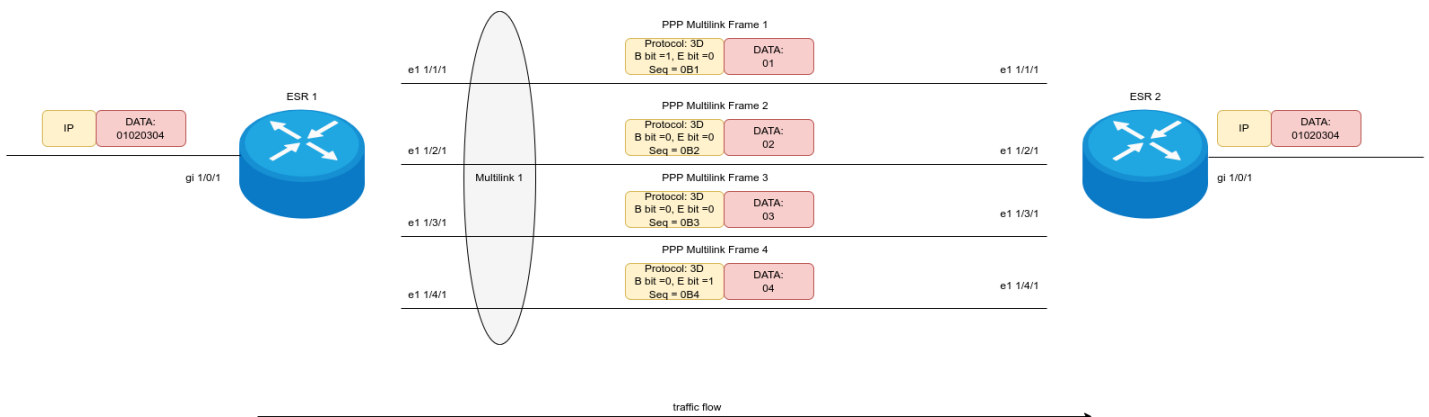 PPP Multilink Frame 1
Protocol: 3D
B bit =1, E bit =0
Seq = 0B1
DATA:
01
e1 1/1/1
e1 1/1/1
ESR 1
ESR 2
IP
DATA:
01020304
gi 1/0/1
PPP Multilink Frame 2
Protocol: 3D
B bit =0, E bit =0
Seq = 0B2
DATA:
02
e1 1/2/1
e1 1/2/1
IP
DATA:
01020304
gi 1/0/1
Multilink 1
PPP Multilink Frame 3
Protocol: 3D
B bit =0, E bit =0
Seq = 0B3
DATA:
03
e1 1/3/1
e1 1/3/1
PPP Multilink Frame 4
Protocol: 3D
B bit =0, E bit =1
Seq = 0B4
DATA:
04
e1 1/4/1
e1 1/4/1
traffic flow